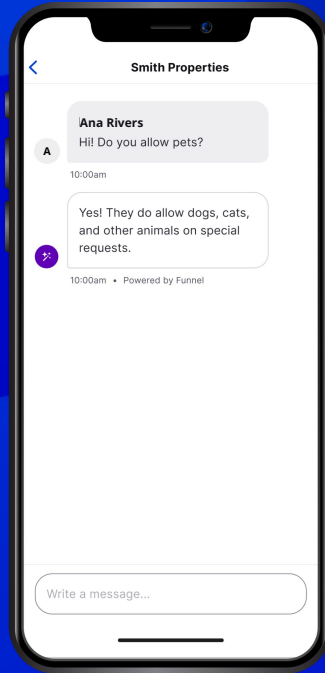 Smith Properties
Ana Rivers
Hi! Do you allow pets?
A
10:00am
Yes! They do allow dogs, cats,
and other animals on special
requests.
10:00am • Powered by Funnel
Write a message...